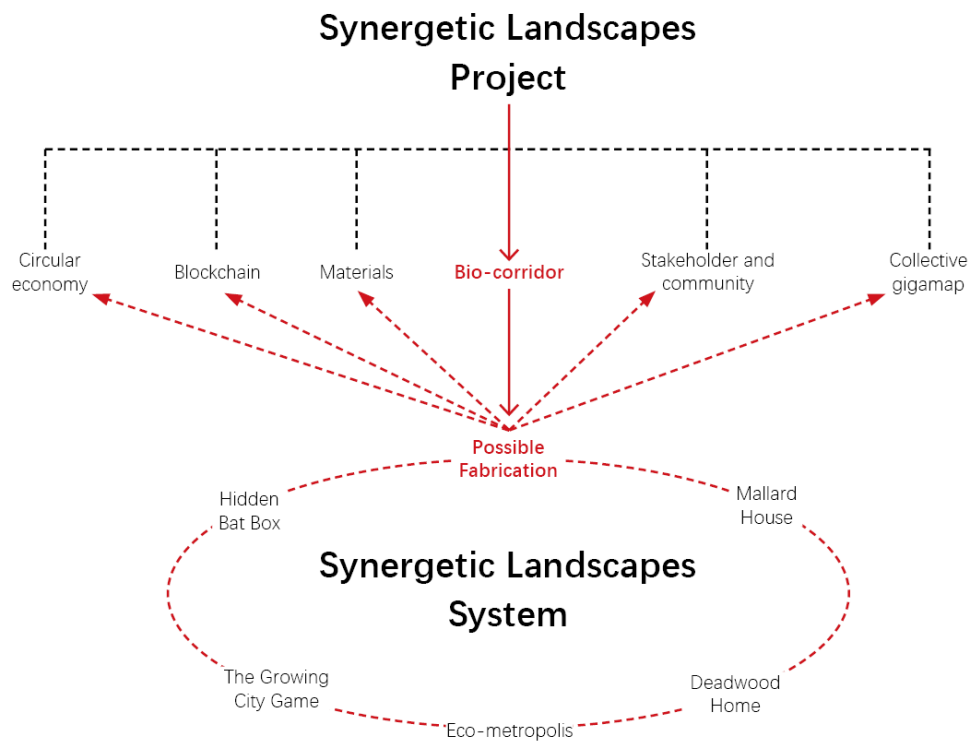 Synergetic Landscapes
Project
Circular
economy
Blockchain
Materials
Bio-corridor
Stakeholder and
community
Collective
gigamap
Possible
Fabrication
Hidden
Bat Box
Mallard
House
Synergetic Landscapes
System
The Growing
City Game
Eco-metropolis
Deadwood
Home